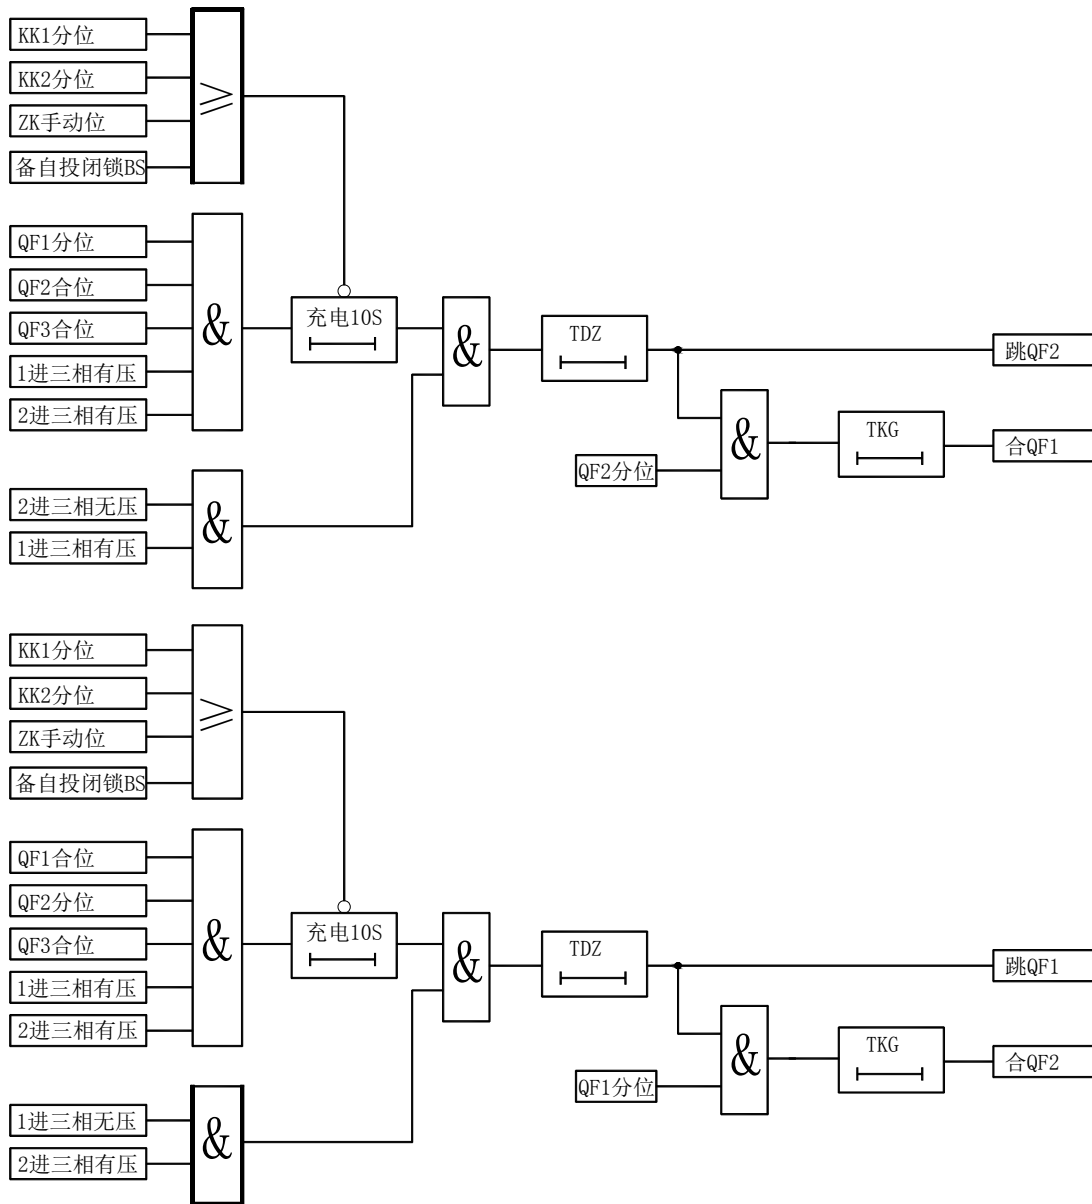 KK1分位
KK2分位
ZK手动位
备自投闭锁BS
≥
QF1分位
QF2合位
QF3合位
1进三相有压
2进三相有压
&
充电10S
&
TDZ
跳QF2
&
TKG
合QF1
QF2分位
2进三相无压
1进三相有压
&
KK1分位
KK2分位
ZK手动位
备自投闭锁BS
≥
QF1合位
QF2分位
QF3合位
1进三相有压
2进三相有压
&
充电10S
&
TDZ
跳QF1
&
TKG
合QF2
QF1分位
1进三相无压
2进三相有压
&